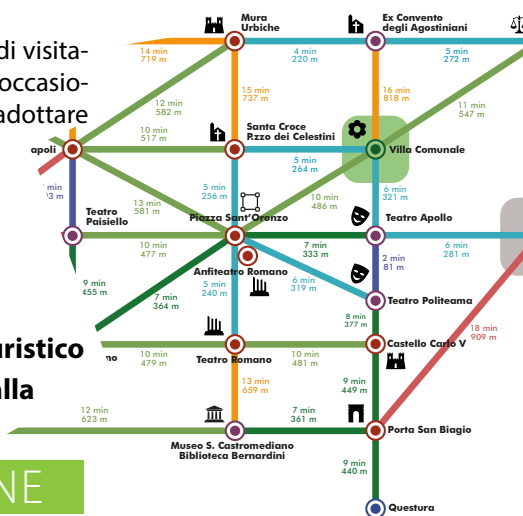 di visita-
occasio-
adottare
Mura
Urbiche
Ex Convento
degli Agostiniani
14 min
719 m
4 min
220 m
5 min
272 m
15 min
737 m
16 min
818 m
12 min
582 m
11 min
547 m
10 min
517 m
Santa Croce
P.zzo dei Celestini
5 min
264 m
Villa Comunale
apoli
min
13 min
581 m
5 min
256 m
10 min
486 m
6 min
321 m
Teatro
Paisiello
Piazza Sant'Oronzo
Teatro Apollo
10 min
477 m
7 min
333 m
6 min
281 m
Anfiteatro Romano
2 min
81 m
9 min
455 m
7 min
364 m
5 min
240 m
6 min
319 m
Teatro Politeama
8 min
377 m
18 min
909 m
uristico
alla
no
10 min
479 m
Teatro Romano
10 min
481 m
Castello Carlo V
13 min
659 m
9 min
449 m
12 min
623 m
7 min
361 m
Porta San Biagio
Museo S. Castromediano
Biblioteca Bernardini
9 min
440 m
NE
Questura